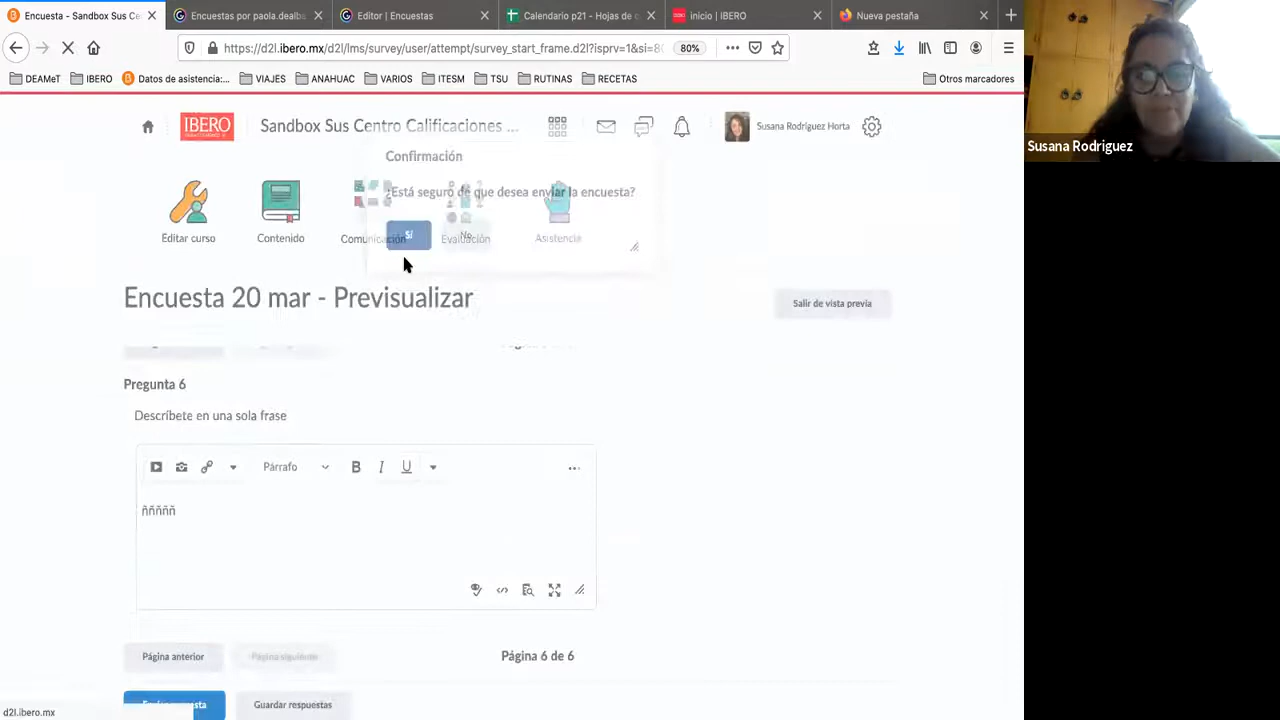 Encuesta - Sandbox Sus Ce
Encuestas por paola.dealba
Editor | Encuestas
Calendario p21 - Hojas de c
inicio | IBERO
Nueva pestaña
https://d2l.ibero.mx/d2l/lms/survey/user/attempt/survey_start_frame.d2l?isprv=1&si=80
80%
DEAMeT
IBERO
Datos de asistencia:...
VIAJES
ANAHUAC
VARIOS
ITESM
TSU
RUTINAS
RECETAS
Otros marcadores
IBERO
Sandbox Sus Centro Calificaciones ...
Susana Rodríguez Horta
Susana Rodriguez
Confirmación
¿Está seguro de que desea enviar la encuesta?
Sí
No
Editar curso
Contenido
Comunicación
Evaluación
Asistencia
Encuesta 20 mar - Previsualizar
Salir de vista previa
Pregunta 6
Descríbete en una sola frase
Párrafo
B
I
U
ñññññ
Página anterior
Página siguiente
Página 6 de 6
Guardar respuestas
d2l.ibero.mx